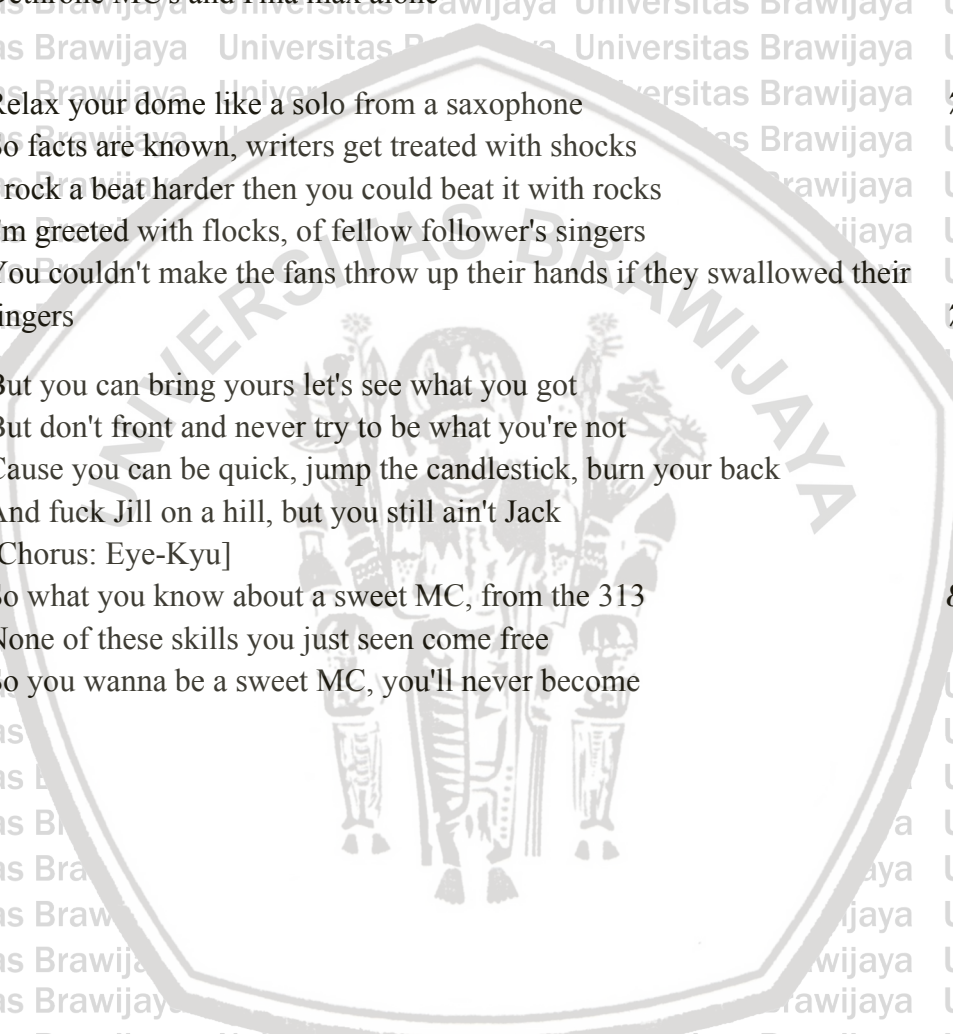 Relax your dome like a solo from a saxophone
So facts are known, writers get treated with shocks
rock a beat harder then you could beat it with rocks
'm greeted with flocks, of fellow follower's singers
You couldn't make the fans throw up their hands if they swallowed their
ingers
But you can bring yours let's see what you got
But don't front and never try to be what you're not
Cause you can be quick, jump the candlestick, burn your back
And fuck Jill on a hill, but you still ain't Jack
Chorus: Eye-Kyu]
So what you know about a sweet MC, from the 313
None of these skills you just seen come free
So you wanna be a sweet MC, you'll never become
UNIVERSITAS BRAWIJAYA